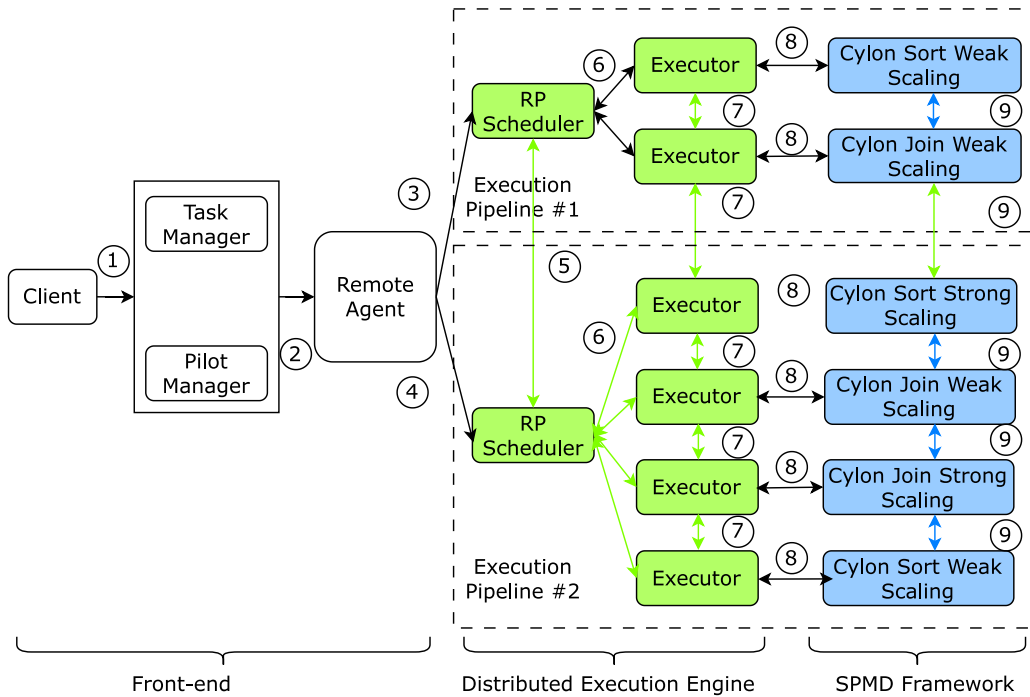 Client
1
Task
Manager
Pilot
Manager
2
Remote
Agent
3
4
RP
Scheduler
Execution
Pipeline #1
6
Executor
7
Executor
7
8
8
Cylon Sort Weak
Scaling
9
Cylon Join Weak
Scaling
9
5
RP
Scheduler
Execution
Pipeline #2
6
Executor
7
Executor
7
Executor
7
Executor
8
8
8
8
Cylon Sort Strong
Scaling
9
Cylon Join Weak
Scaling
9
Cylon Join Strong
Scaling
9
Cylon Sort Weak
Scaling
Front-end
Distributed Execution Engine
SPMD Framework